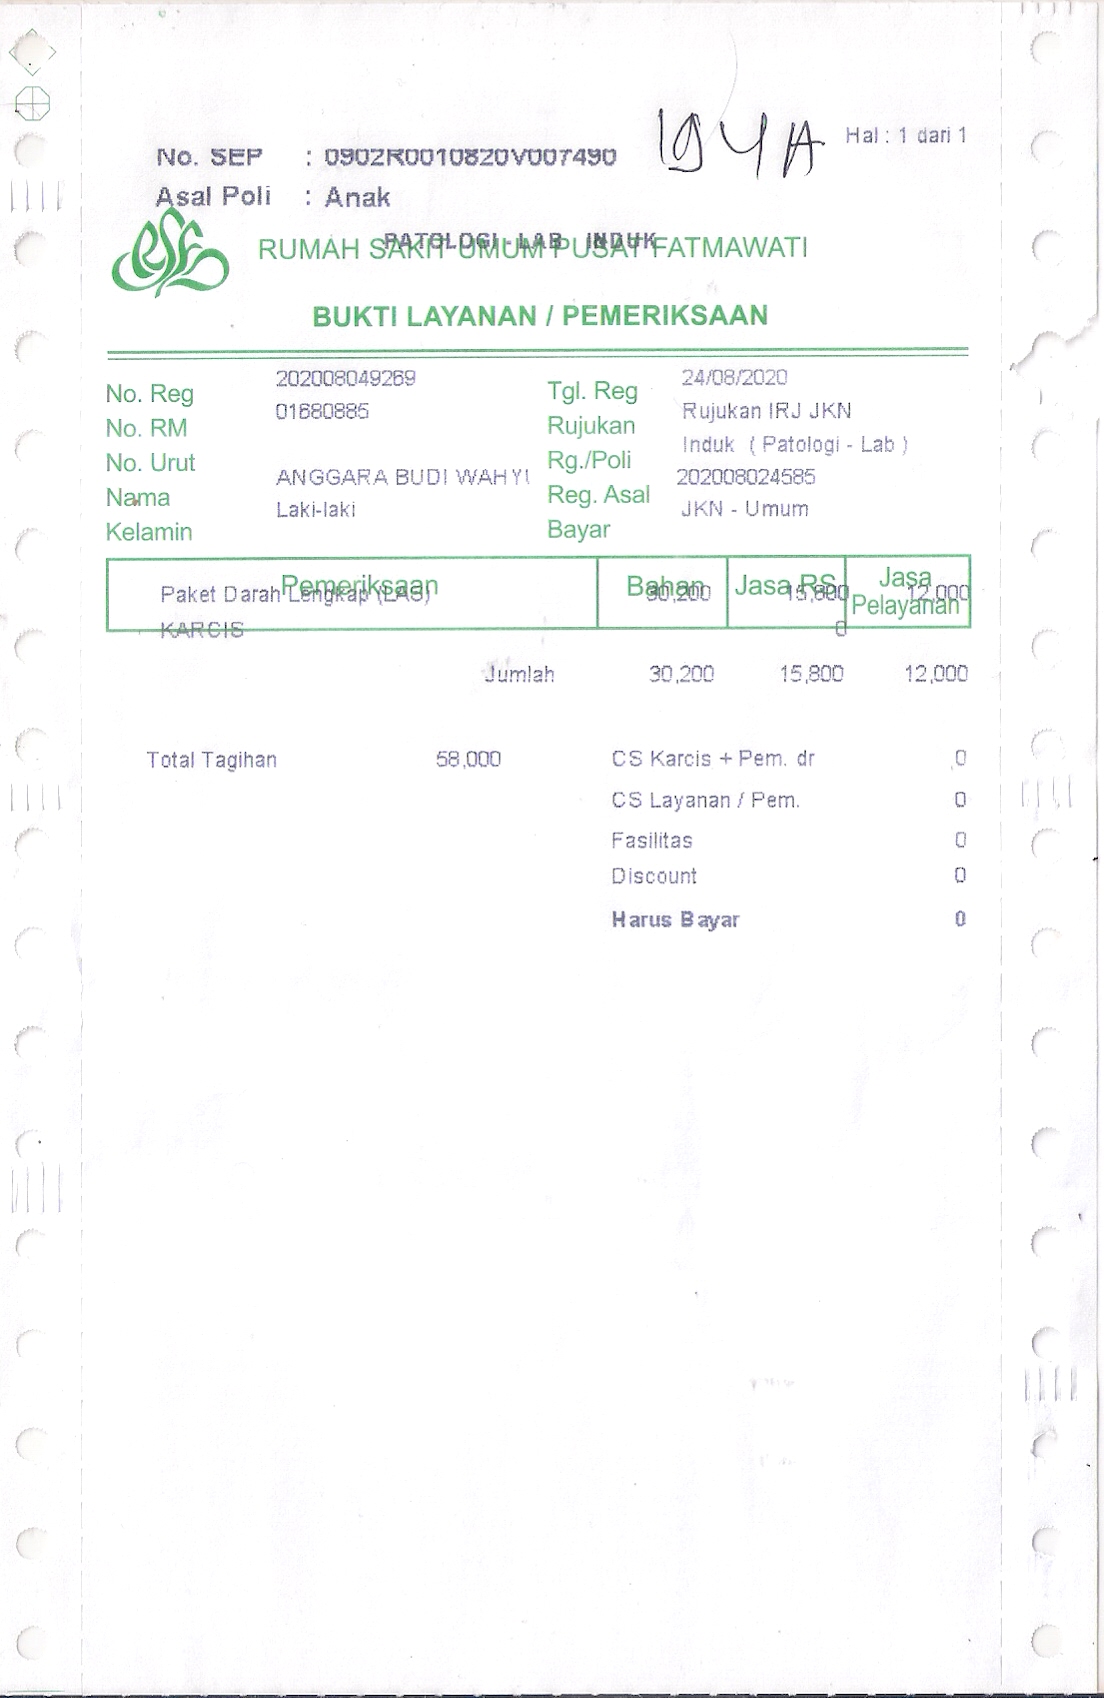 194A
Hal : 1 dari 1
No. SEP : 0902R0010820V007490
Asal Poli : Anak
PATOLOGI - LAB INDUK
RUMAH SAKIT UMUM PUSAT FATMAWATI
BUKTI LAYANAN / PEMERIKSAAN
No. Reg 202008049269 Tgl. Reg 24/08/2020
No. RM 01680885 Rujukan Rujukan IRJ JKN
No. Urut Rg./Poli Induk ( Patologi - Lab )
Nama ANGGARA BUDI WAHYU Reg. Asal 202008024585
Kelamin Laki-laki Bayar JKN - Umum
Pemeriksaan Bahan Jasa RS Jasa Pelayanan
Paket Darah Lengkap (LAS) 30,200 15,800 12,000
KARCIS 0
Jumlah 30,200 15,800 12,000
Total Tagihan 58,000 CS Karcis + Pem. dr 0
CS Layanan / Pem. 0
Fasilitas 0
Discount 0
Harus Bayar 0